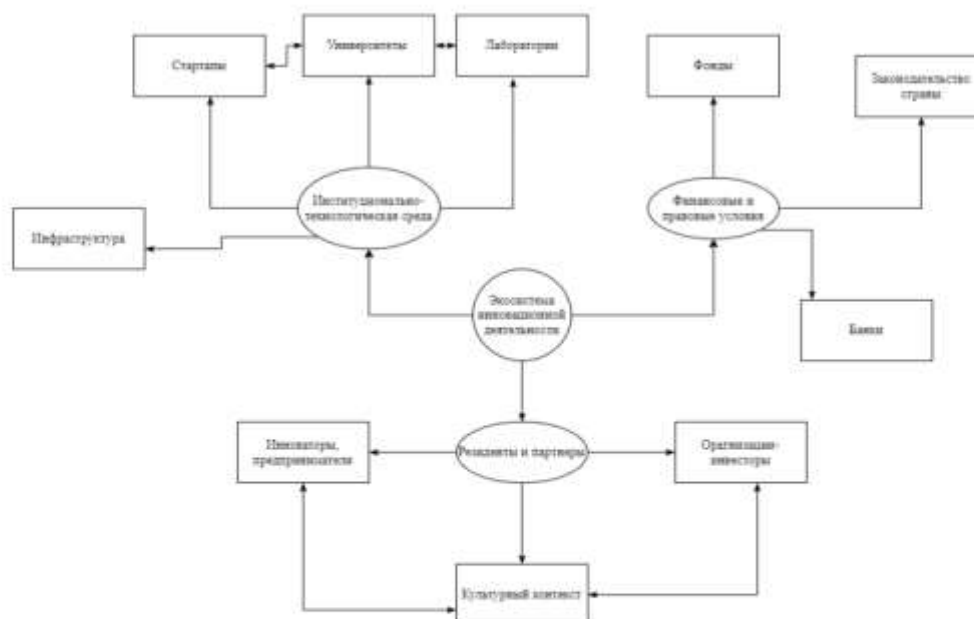 Стартапы
Университеты
Лаборатории
Фонды
Законодательство
страны
Институционально-
технологическая среда
Финансовые и
правовые условия
Инфраструктура
Экосистема
инновационной
деятельности
Банки
Инноваторы,
предприниматели
Резиденты и партнеры
Орагнизации-
инвесторы
Культурный контекст